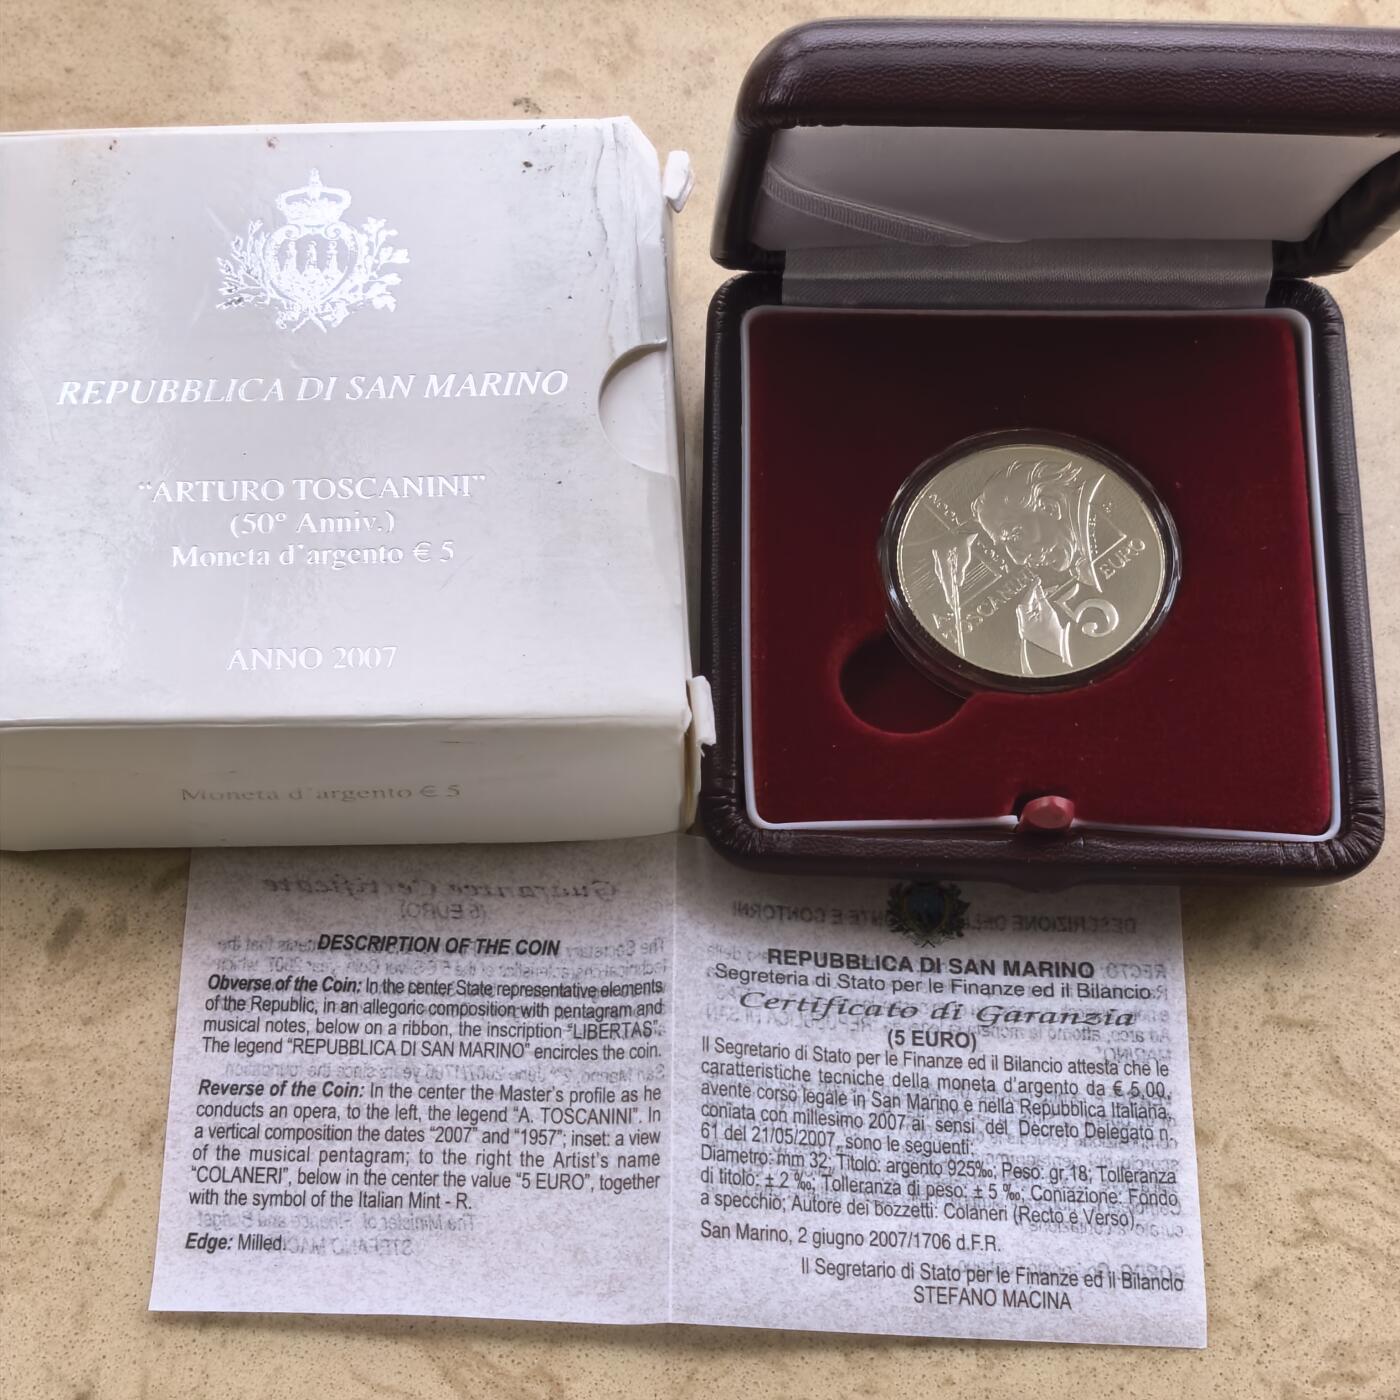 REPUBBLICA DI SAN MARINO
"ARTURO TOSCANINI"
(50° Anniv.)
Moneta d'argento € 5
ANNO 2007
Moneta d'argento € 5
A. TOSCANINI
5
EURO
DESCRIPTION OF THE COIN
Obverse of the Coin: In the center State representative elements
of the Republic, in an allegoric composition with pentagram and
musical notes, below on a ribbon, the inscription "LIBERTAS".
The legend "REPUBBLICA DI SAN MARINO" encircles the coin.
Reverse of the Coin: In the center the Master's profile as he
conducts an opera, to the left, the legend "A. TOSCANINI". In
a vertical composition the dates "2007" and "1957"; inset: a view
of the musical pentagram; to the right the Artist's name
"COLANERI", below in the center the value "5 EURO", together
with the symbol of the Italian Mint - R.
Edge: Milled.
REPUBBLICA DI SAN MARINO
Segreteria di Stato per le Finanze ed il Bilancio
Certificato di Garanzia
(5 EURO)
Il Segretario di Stato per le Finanze ed il Bilancio attesta che le
caratteristiche tecniche della moneta d'argento da € 5,00,
avente corso legale in San Marino e nella Repubblica Italiana,
coniata con millesimo 2007 ai sensi del Decreto Delegato n.
61 del 21/05/2007, sono le seguenti:
Diametro: mm 32; Titolo: argento 925‰; Peso: gr.18; Tolleranza
di titolo: ± 2 ‰; Tolleranza di peso: ± 5 ‰; Coniazione: Fondo
a specchio; Autore dei bozzetti: Colaneri (Recto e Verso).
San Marino, 2 giugno 2007/1706 d.F.R.
Il Segretario di Stato per le Finanze ed il Bilancio
STEFANO MACINA